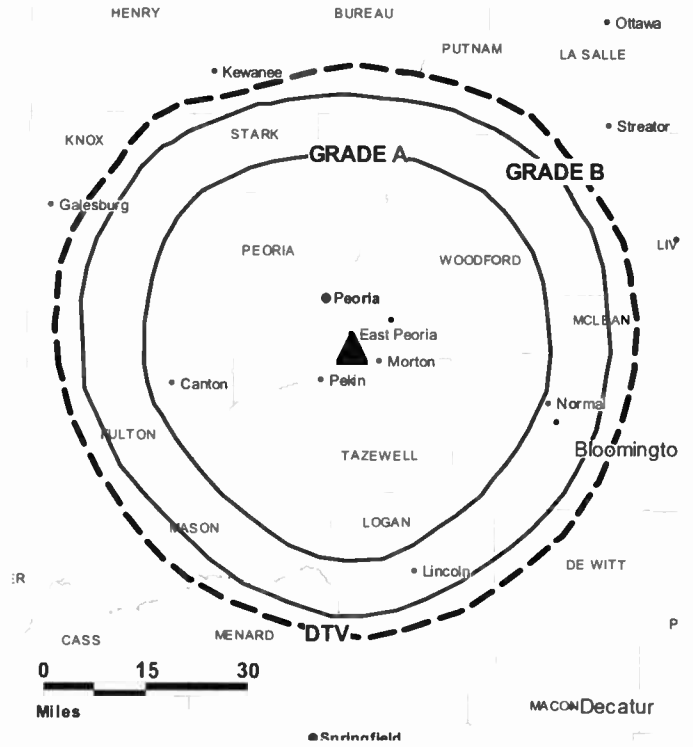 HENRY
BUREAU
Ottawa
PUTNAM
LA SALLE
Kewanee
Streator
KNOX
STARK
GRADE A
GRADE B
Galesburg
LIV
PEORIA
WOODFORD
Peoria
MCLEAN
East Peoria
Morton
Pekin
Canton
Normal
FULTON
Bloomingto
TAZEWELL
MASON
LOGAN
Lincoln
DE WITT
ER
P
CASS
MENARD
DTV
0 15 30
Miles
MACON
Decatur
Springfield